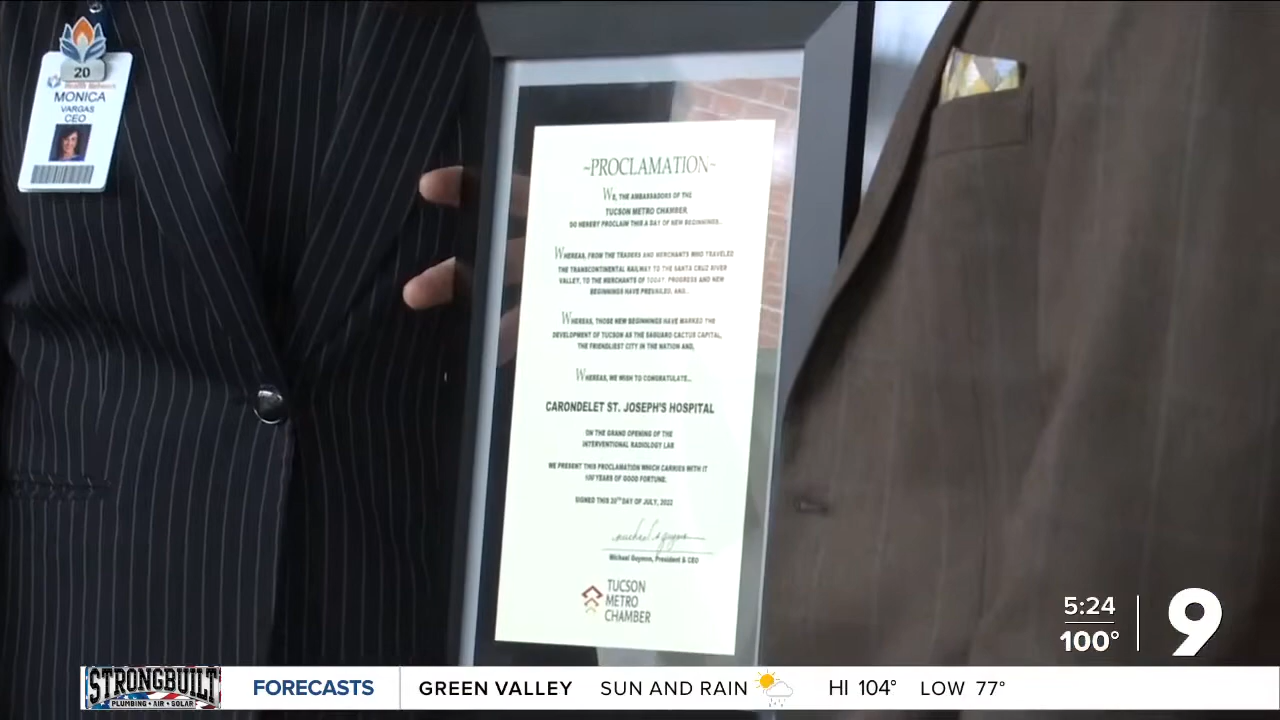 20
Health Network
MONICA
VARGAS
CEO
~PROCLAMATION~
WE, THE AMBASSADORS OF THE
TUCSON METRO CHAMBER
DO HEREBY PROCLAIM THIS A DAY OF NEW BEGINNINGS...
WHEREAS, FROM THE TRADERS AND MERCHANTS WHO TRAVELED
THE TRANSCONTINENTAL RAILWAY TO THE SANTA CRUZ RIVER
VALLEY, TO THE MERCHANTS OF TODAY, PROGRESS AND NEW
BEGINNINGS HAVE PREVAILED, AND...
WHEREAS, THOSE NEW BEGINNINGS HAVE MARKED THE
DEVELOPMENT OF TUCSON AS THE SAGUARO CACTUS CAPITAL,
THE FRIENDLIEST CITY IN THE NATION AND,
WHEREAS, WE WISH TO CONGRATULATE...
CARONDELET ST. JOSEPH'S HOSPITAL
ON THE GRAND OPENING OF THE
INTERVENTIONAL RADIOLOGY LAB
WE PRESENT THIS PROCLAMATION WHICH CARRIES WITH IT
100 YEARS OF GOOD FORTUNE.
SIGNED THIS 20TH DAY OF JULY, 2022
Michael Guymon, President & CEO
TUCSON
METRO
CHAMBER
5:24
100°
9
STRONGBUILT
PLUMBING • AIR • SOLAR
FORECASTS GREEN VALLEY SUN AND RAIN HI 104° LOW 77°